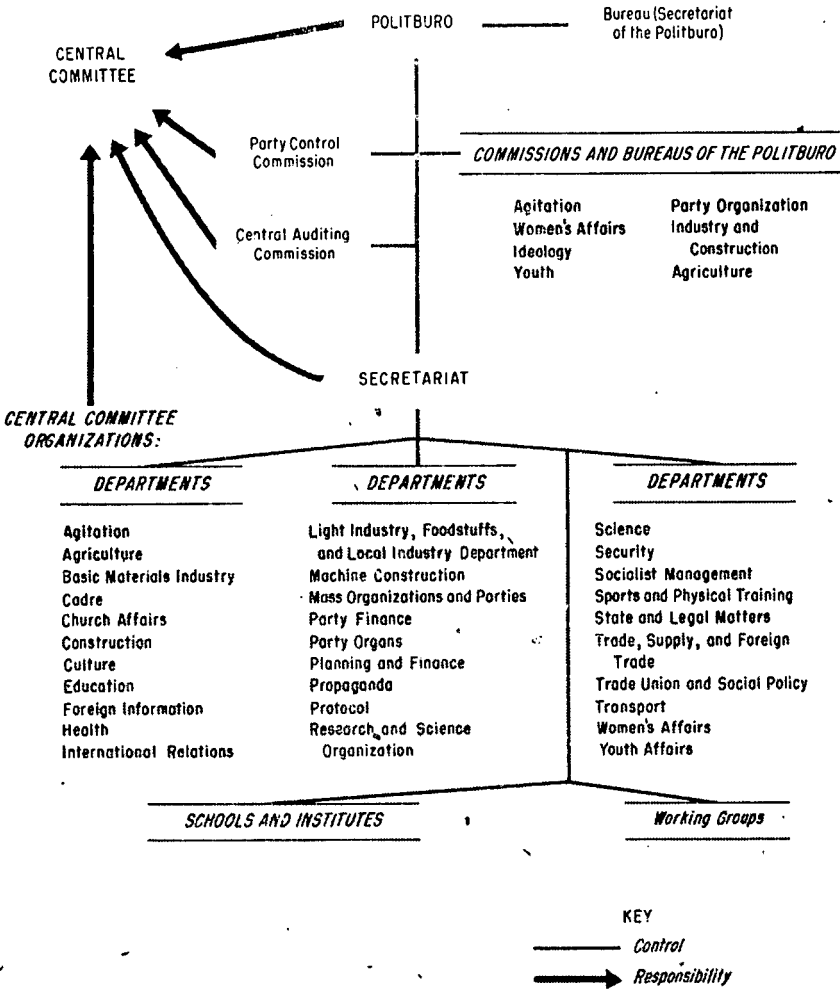 POLITBURO
Bureau (Secretariat
of the Politburo)
CENTRAL
COMMITTEE
Party Control
Commission
COMMISSIONS AND BUREAUS OF THE POLITBURO
Agitation
Women's Affairs
Ideology
Youth
Party Organization
Industry and
Construction
Agriculture
Central Auditing
Commission
SECRETARIAT
CENTRAL COMMITTEE
ORGANIZATIONS:
DEPARTMENTS
Agitation
Agriculture
Basic Materials Industry
Cadre
Church Affairs
Construction
Culture
Education
Foreign Information
Health
International Relations
DEPARTMENTS
Light Industry, Foodstuffs,
and Local Industry Department
Machine Construction
Mass Organizations and Parties
Party Finance
Party Organs
Planning and Finance
Propaganda
Protocol
Research and Science
Organization
DEPARTMENTS
Science
Security
Socialist Management
Sports and Physical Training
State and Legal Matters
Trade, Supply, and Foreign
Trade
Trade Union and Social Policy
Transport
Women's Affairs
Youth Affairs
SCHOOLS AND INSTITUTES
Working Groups
KEY
Control
Responsibility